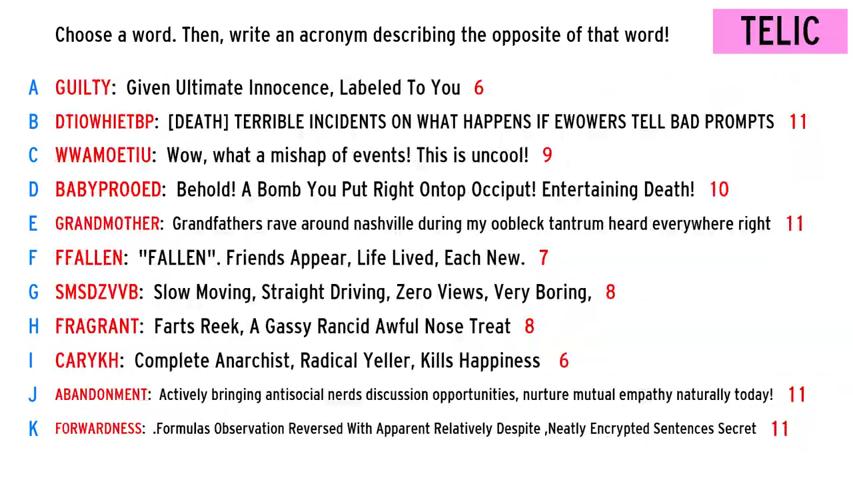 Choose a word. Then, write an acronym describing the opposite of that word!
TELIC
A GUILTY: Given Ultimate Innocence, Labeled To You 6
B DTIOWHIETBP: [DEATH] TERRIBLE INCIDENTS ON WHAT HAPPENS IF EWOWERS TELL BAD PROMPTS 11
C WWAMOETIU: Wow, what a mishap of events! This is uncool! 9
D BABYPROOED: Behold! A Bomb You Put Right Ontop Occiput! Entertaining Death! 10
E GRANDMOTHER: Grandfathers rave around nashville during my oobleck tantrum heard everywhere right 11
F FFALLEN: "FALLEN". Friends Appear, Life Lived, Each New. 7
G SMSDZVVB: Slow Moving, Straight Driving, Zero Views, Very Boring, 8
H FRAGRANT: Farts Reek, A Gassy Rancid Awful Nose Treat 8
I CARYKH: Complete Anarchist, Radical Yeller, Kills Happiness 6
J ABANDONMENT: Actively bringing antisocial nerds discussion opportunities, nurture mutual empathy naturally today! 11
K FORWARDNESS: .Formulas Observation Reversed With Apparent Relatively Despite ,Neatly Encrypted Sentences Secret 11